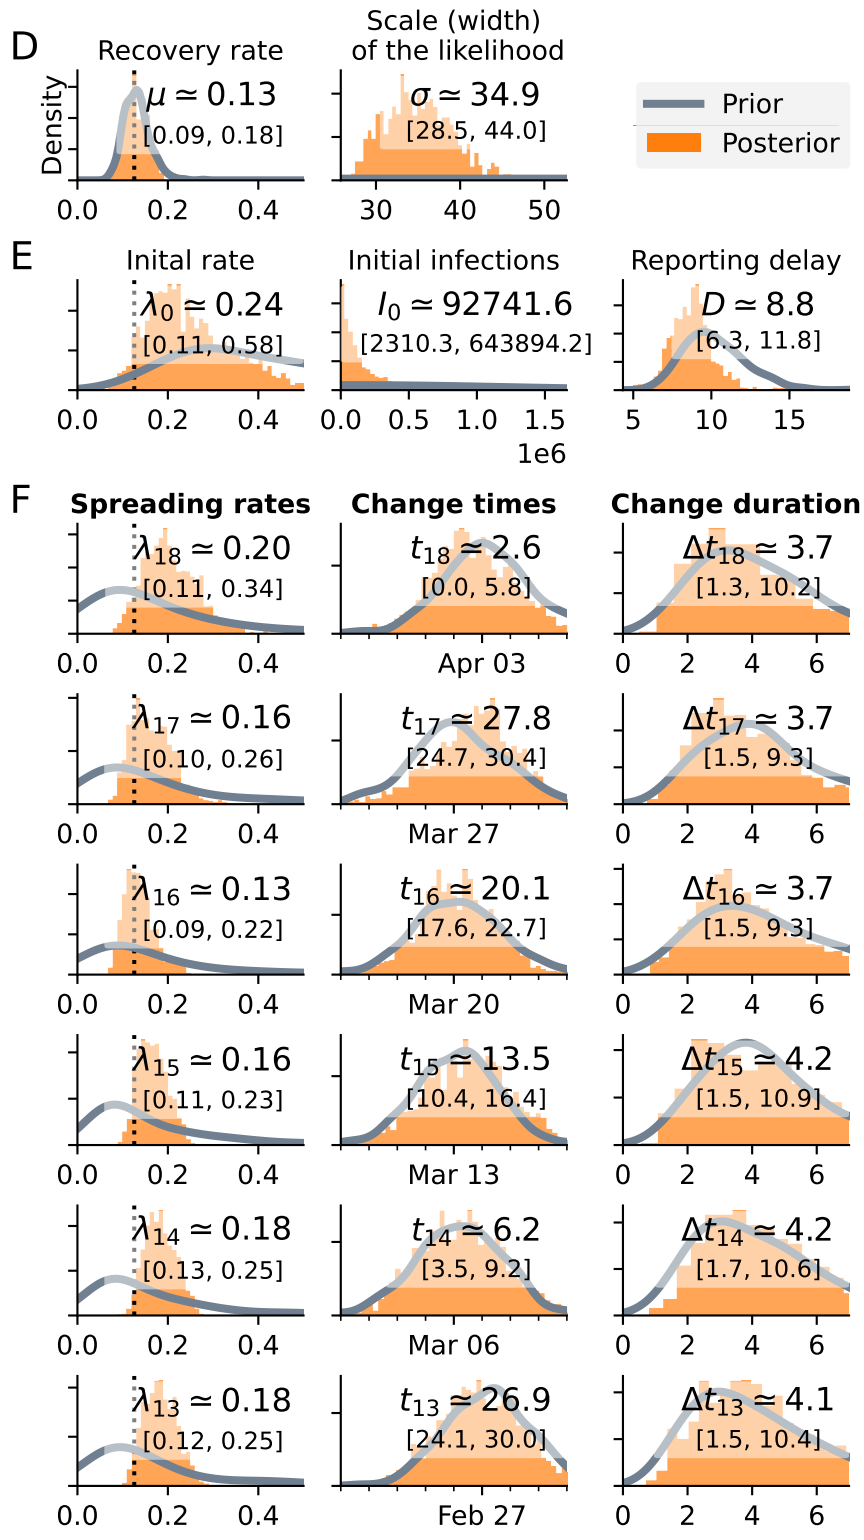 D
Recovery rate
Scale (width)
of the likelihood
Density
μ ≃ 0.13
[0.09, 0.18]
0.0 0.2 0.4
σ ≃ 34.9
[28.5, 44.0]
30 40 50
Prior
Posterior
E
Inital rate
λ0 ≃ 0.24
[0.11, 0.58]
0.0 0.2 0.4
Initial infections
I0 ≃ 92741.6
[2310.3, 643894.2]
0.0 0.5 1.0 1.5
1e6
Reporting delay
D ≃ 8.8
[6.3, 11.8]
5 10 15
F
Spreading rates
Change times
Change duration
λ18 ≃ 0.20
[0.11, 0.34]
0.0 0.2 0.4
t18 ≃ 2.6
[0.0, 5.8]
Apr 03
Δt18 ≃ 3.7
[1.3, 10.2]
0 2 4 6
λ17 ≃ 0.16
[0.10, 0.26]
0.0 0.2 0.4
t17 ≃ 27.8
[24.7, 30.4]
Mar 27
Δt17 ≃ 3.7
[1.5, 9.3]
0 2 4 6
λ16 ≃ 0.13
[0.09, 0.22]
0.0 0.2 0.4
t16 ≃ 20.1
[17.6, 22.7]
Mar 20
Δt16 ≃ 3.7
[1.5, 9.3]
0 2 4 6
λ15 ≃ 0.16
[0.11, 0.23]
0.0 0.2 0.4
t15 ≃ 13.5
[10.4, 16.4]
Mar 13
Δt15 ≃ 4.2
[1.5, 10.9]
0 2 4 6
λ14 ≃ 0.18
[0.13, 0.25]
0.0 0.2 0.4
t14 ≃ 6.2
[3.5, 9.2]
Mar 06
Δt14 ≃ 4.2
[1.7, 10.6]
0 2 4 6
λ13 ≃ 0.18
[0.12, 0.25]
0.0 0.2 0.4
t13 ≃ 26.9
[24.1, 30.0]
Feb 27
Δt13 ≃ 4.1
[1.5, 10.4]
0 2 4 6